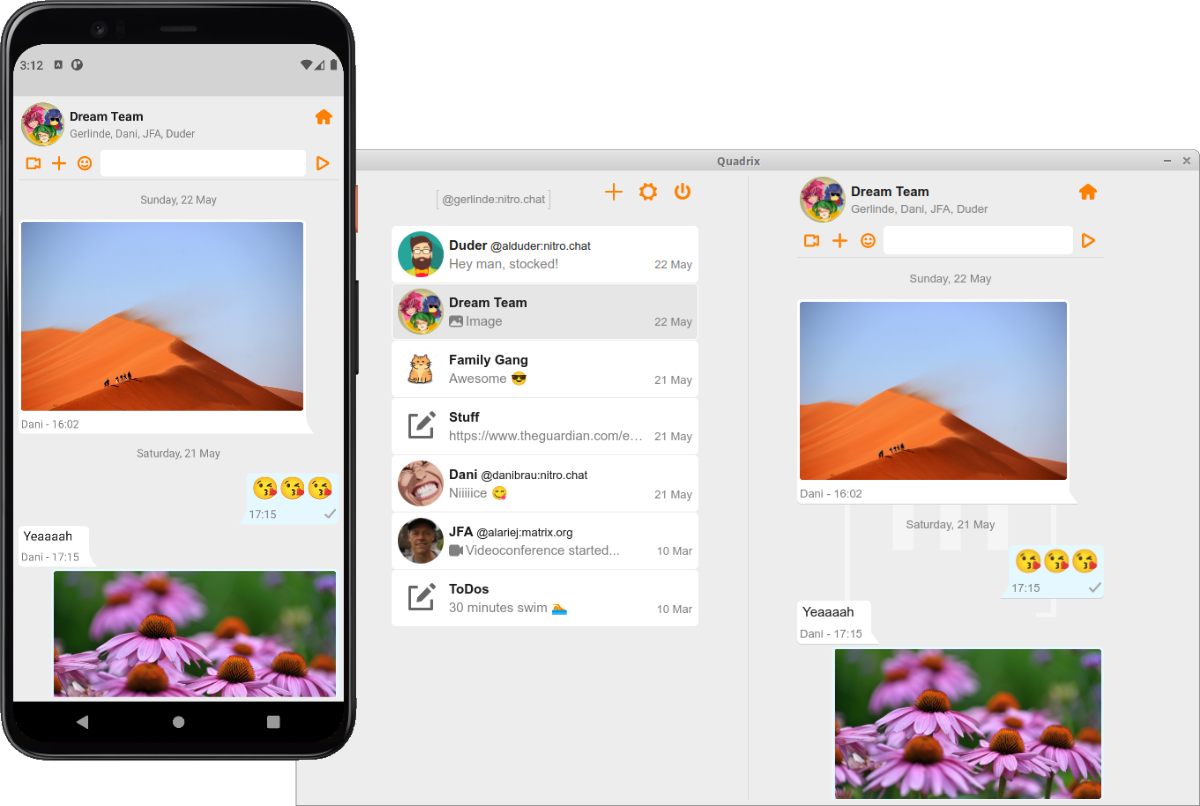 3:12
Dream Team
Gerlinde, Dani, JFA, Duder
Sunday, 22 May
Dani - 16:02
Saturday, 21 May
😘😘😘
17:15
Yeaaaah
Dani - 17:15
Quadrix
@gerlinde:nitro.chat
Duder @alduder:nitro.chat
Hey man, stocked! 22 May
Dream Team
Image 22 May
Family Gang
Awesome 😎 21 May
Stuff
https://www.theguardian.com/e... 21 May
Dani @danibrau:nitro.chat
Niiiiice 😋 21 May
JFA @alariej:matrix.org
Videoconference started... 10 Mar
ToDos
30 minutes swim 🏊 10 Mar
Dream Team
Gerlinde, Dani, JFA, Duder
Sunday, 22 May
Dani - 16:02
Saturday, 21 May
😘😘😘
17:15
Yeaaaah
Dani - 17:15